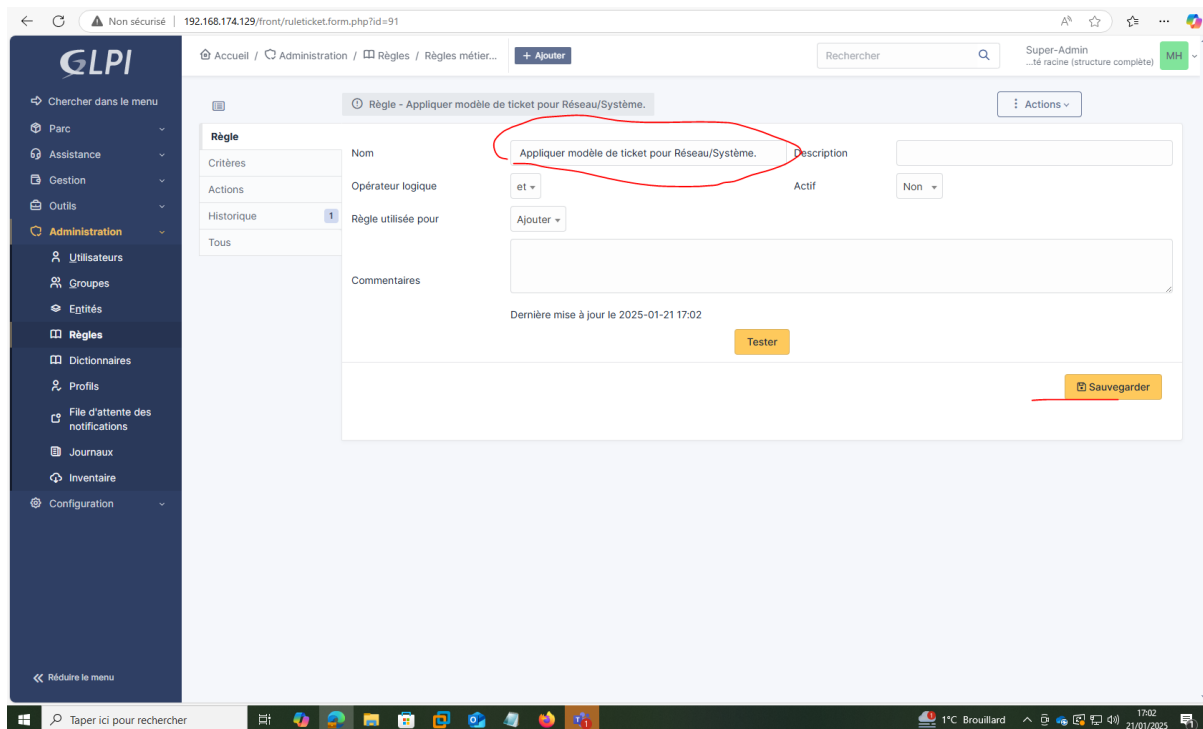 Non sécurisé | 192.168.174.129/front/ruleticket.form.php?id=91
GLPI
Accueil / Administration / Règles / Règles métier... + Ajouter
Rechercher
Super-Admin
...té racine (structure complète)
MH
Chercher dans le menu
Parc
Assistance
Gestion
Outils
Administration
Utilisateurs
Groupes
Entités
Règles
Dictionnaires
Profils
File d'attente des
notifications
Journaux
Inventaire
Configuration
Réduire le menu
Règle - Appliquer modèle de ticket pour Réseau/Système.
Actions
Règle
Critères
Actions
Historique 1
Tous
Nom Appliquer modèle de ticket pour Réseau/Système. Description
Opérateur logique et Actif Non
Règle utilisée pour Ajouter
Commentaires
Dernière mise à jour le 2025-01-21 17:02
Tester
Sauvegarder
Taper ici pour rechercher
1°C Brouillard
17:02
21/01/2025